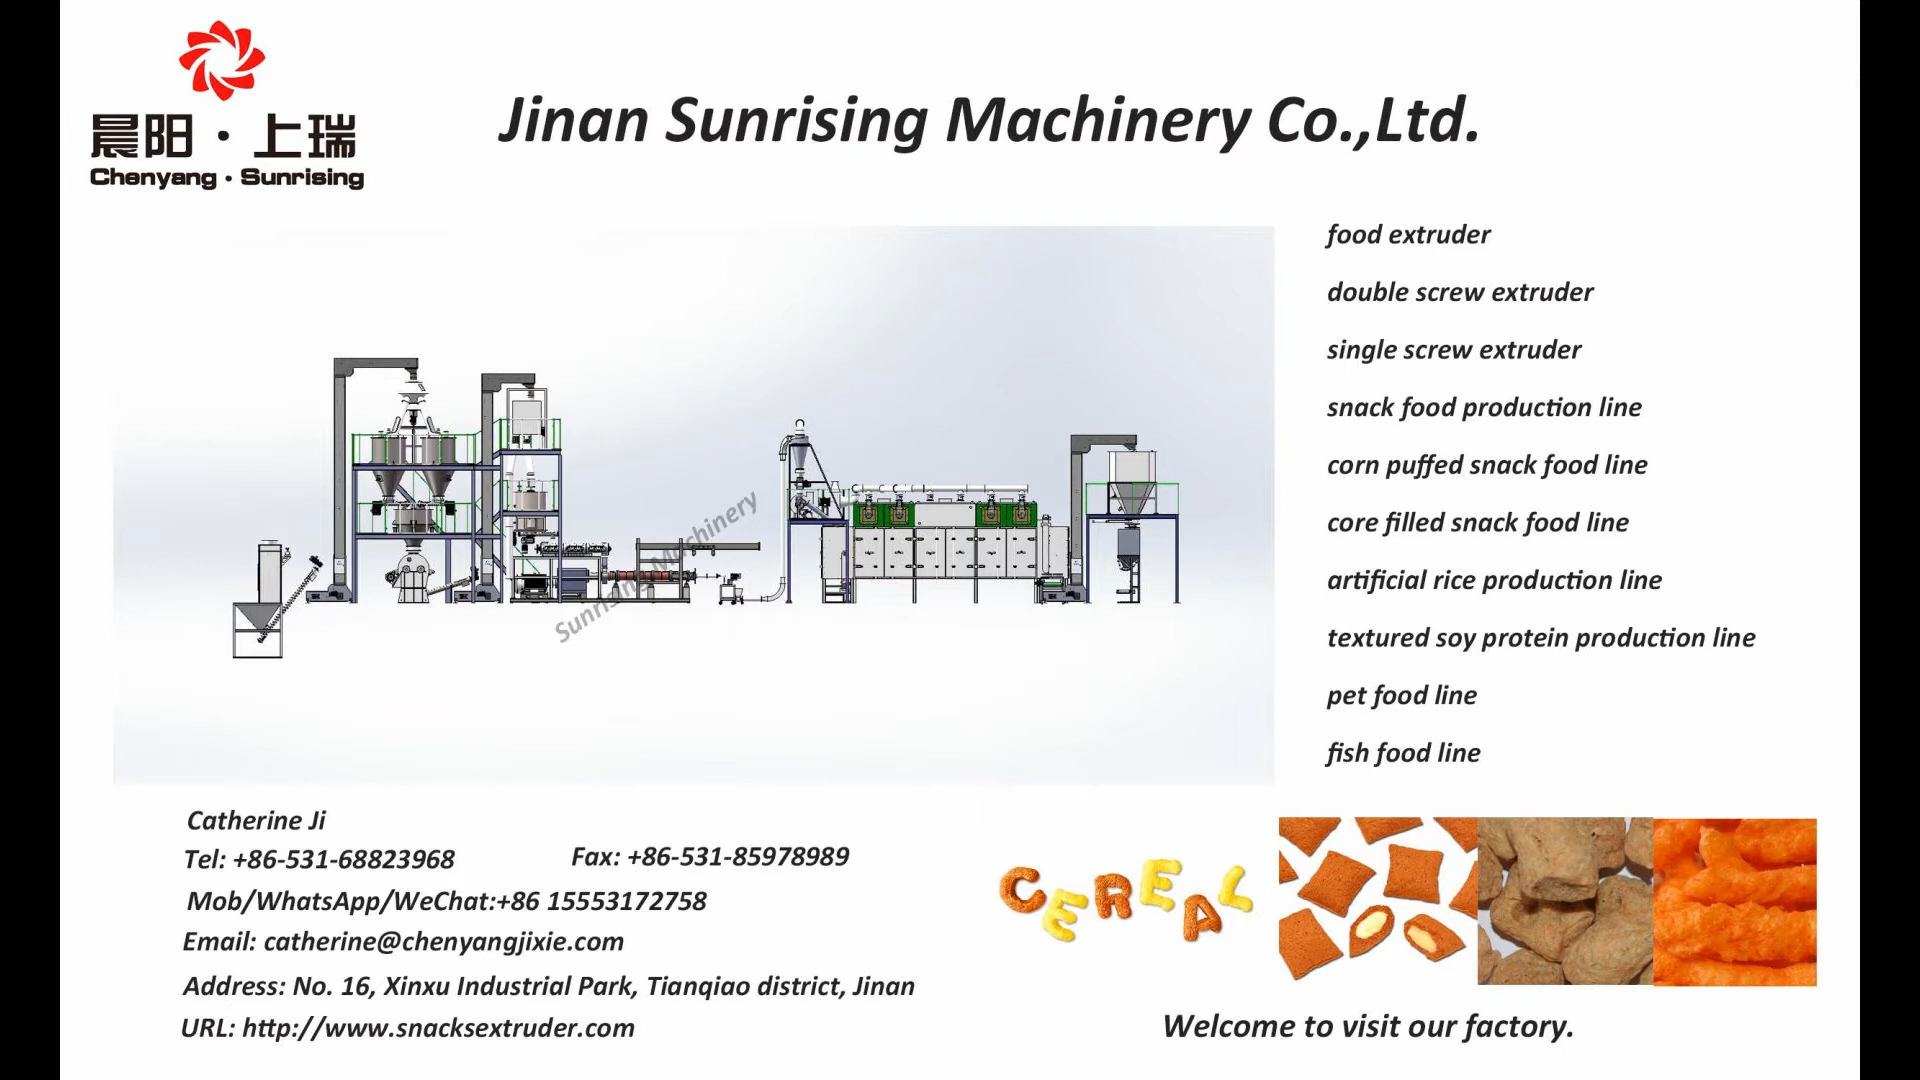 晨阳·上瑞
Chenyang · Sunrising
Jinan Sunrising Machinery Co.,Ltd.
food extruder
double screw extruder
single screw extruder
snack food production line
corn puffed snack food line
core filled snack food line
artificial rice production line
textured soy protein production line
pet food line
fish food line
Sunrising Machinery
Catherine Ji
Tel: +86-531-68823968 Fax: +86-531-85978989
Mob/WhatsApp/WeChat:+86 15553172758
Email: catherine@chenyangjixie.com
Address: No. 16, Xinxu Industrial Park, Tianqiao district, Jinan
URL: http://www.snacksextruder.com
CEREAL
Welcome to visit our factory.